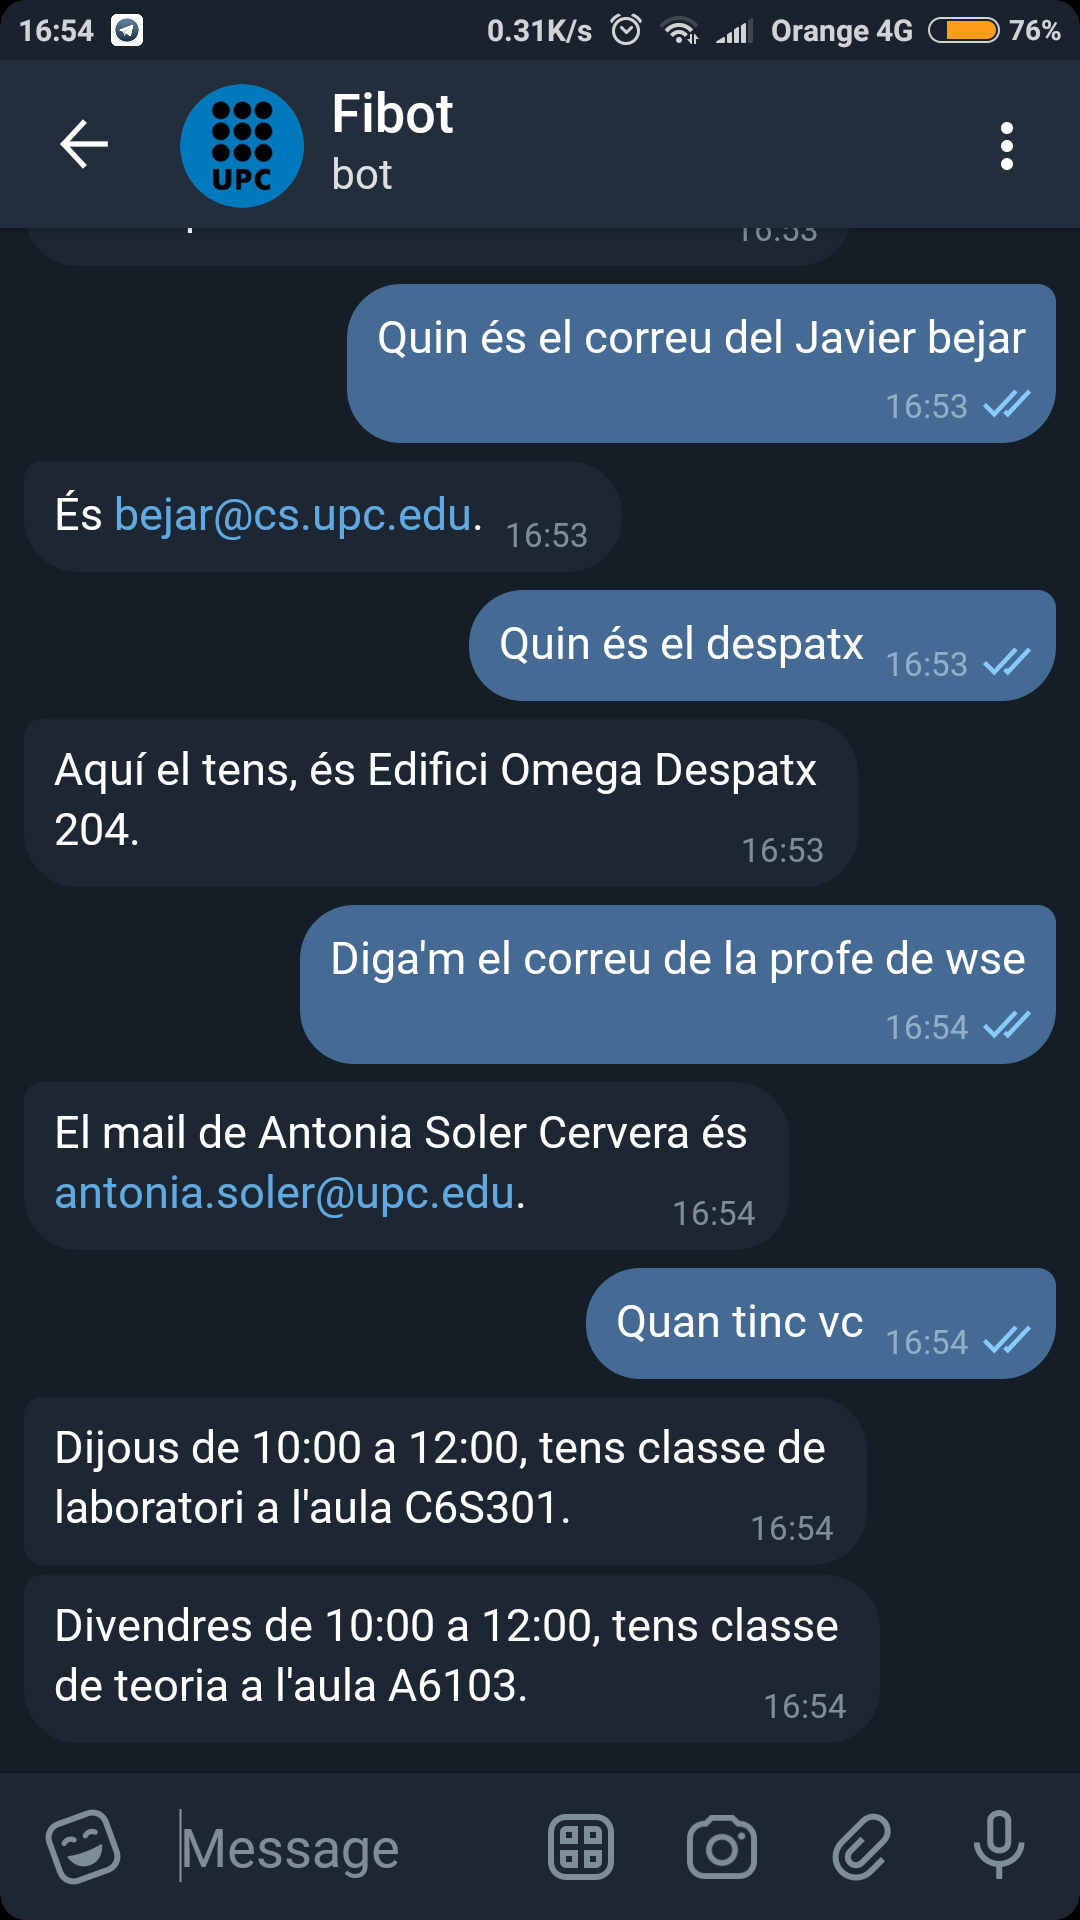 16:54 0.31K/s Orange 4G 76%
UPC
Fibot
bot
16:53
Quin és el correu del Javier bejar
16:53
És bejar@cs.upc.edu. 16:53
Quin és el despatx 16:53
Aquí el tens, és Edifici Omega Despatx
204.
16:53
Diga'm el correu de la profe de wse
16:54
El mail de Antonia Soler Cervera és
antonia.soler@upc.edu. 16:54
Quan tinc vc 16:54
Dijous de 10:00 a 12:00, tens classe de
laboratori a l'aula C6S301.
16:54
Divendres de 10:00 a 12:00, tens classe
de teoria a l'aula A6103.
16:54
Message